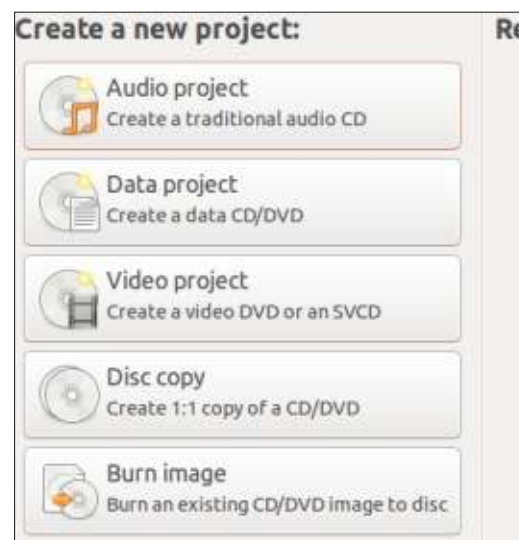 Create a new project:
Re
Audio project
Create a traditional audio CD
Data project
Create a data CD/DVD
Video project
Create a video DVD or an SVCD
Disc copy
Create 1:1 copy of a CD/DVD
Burn image
Burn an existing CD/DVD image to disc